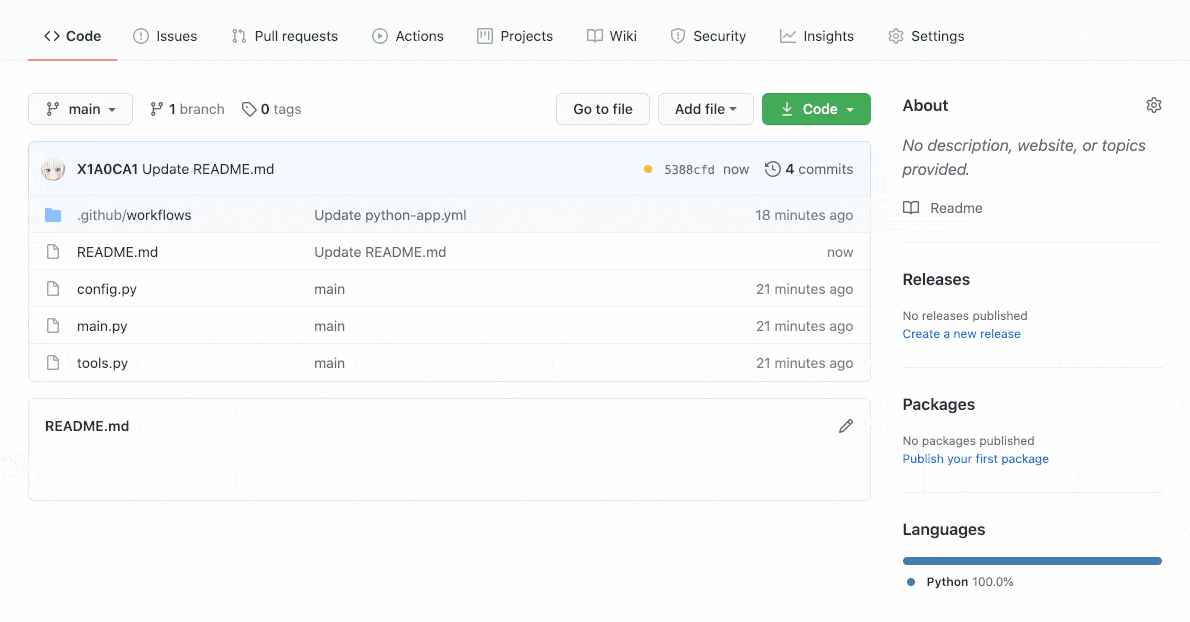 Code Issues Pull requests Actions Projects Wiki Security Insights Settings
main 1 branch 0 tags Go to file Add file Code
X1A0CA1 Update README.md 5388cfd now 4 commits
.github/workflows Update python-app.yml 18 minutes ago
README.md Update README.md now
config.py main 21 minutes ago
main.py main 21 minutes ago
tools.py main 21 minutes ago
README.md
About
No description, website, or topics
provided.
Readme
Releases
No releases published
Create a new release
Packages
No packages published
Publish your first package
Languages
Python 100.0%